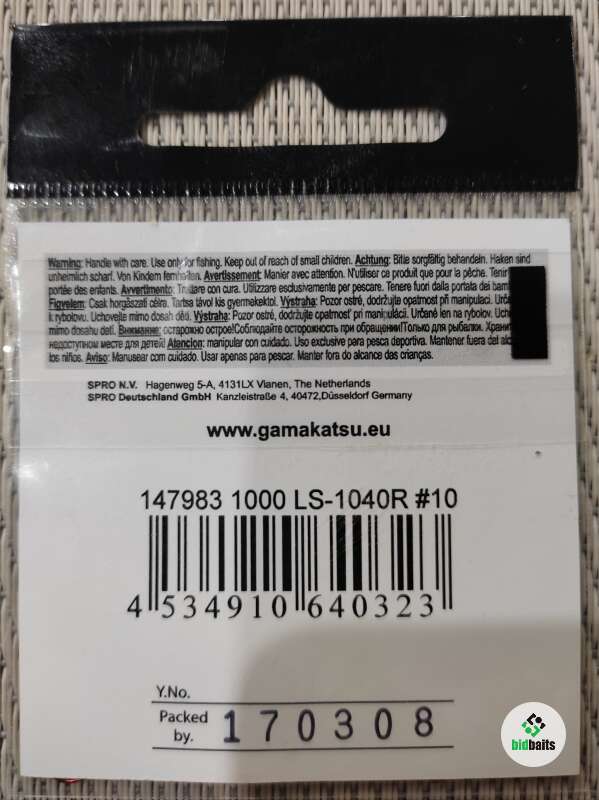 Warning: Handle with care. Use only for fishing. Keep out of reach of small children. Achtung: Bitte sorgfältig behandeln. Haken sind
unheimlich scharf. Von Kindern fernhalten. Avertissement: Manier avec attention. N'utiliser ce produit que pour la pêche. Tenir
portée des enfants. Avvertimento: Trattare con cura. Utilizzare esclusivamente per pescare. Tenere fuori dalla portata dei bam
Figyelem: Csak horgászati célra. Tartsa távol kis gyermekektol. Výstraha: Pozor ostré, dodržujte opatrnost při manipulaci. Urče
k rybolovu. Uchovejte mimo dosah dětí. Výstraha: Pozor ostré, dodržujte opatrnosť pri manipulácii. Určené len na rybolov. Ucho
mimo dosahu detí. Внимание: осторожно острое!Соблюдайте осторожность при обращении!Только для рыбалки. Хранит
недоступном месте для детей! Atancion: manipular con cuidado. Uso exclusive para pesca deportiva. Mantener fuera del alc
los niños. Aviso: Manusear com cuidado. Usar apenas para pescar. Manter fora do alcance das crianças.
SPRO N.V. Hagenweg 5-A, 4131LX Vianen, The Netherlands
SPRO Deutschland GmbH Kanzleistraße 4, 40472,Düsseldorf Germany
www.gamakatsu.eu
147983 1000 LS-1040R #10
4 534910 640323
Y.No.
Packed by. 170308
bidbaits